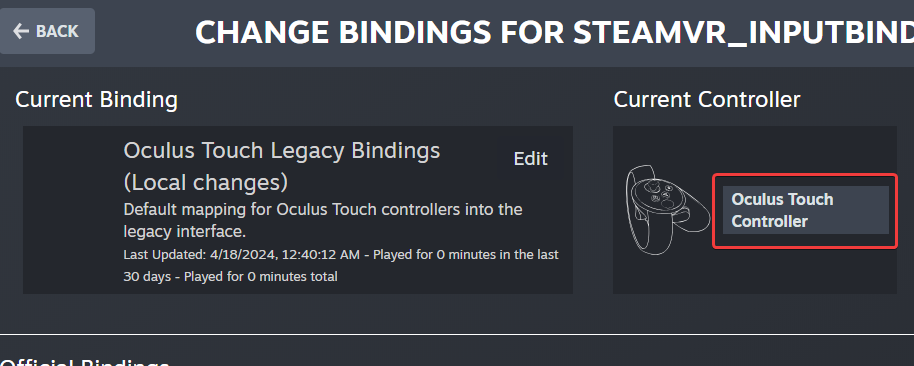 ← BACK
CHANGE BINDINGS FOR STEAMVR_INPUTBIND
Current Binding
Oculus Touch Legacy Bindings
(Local changes)
Edit
Default mapping for Oculus Touch controllers into the
legacy interface.
Last Updated: 4/18/2024, 12:40:12 AM - Played for 0 minutes in the last
30 days - Played for 0 minutes total
Current Controller
Oculus Touch
Controller
Official Bindings